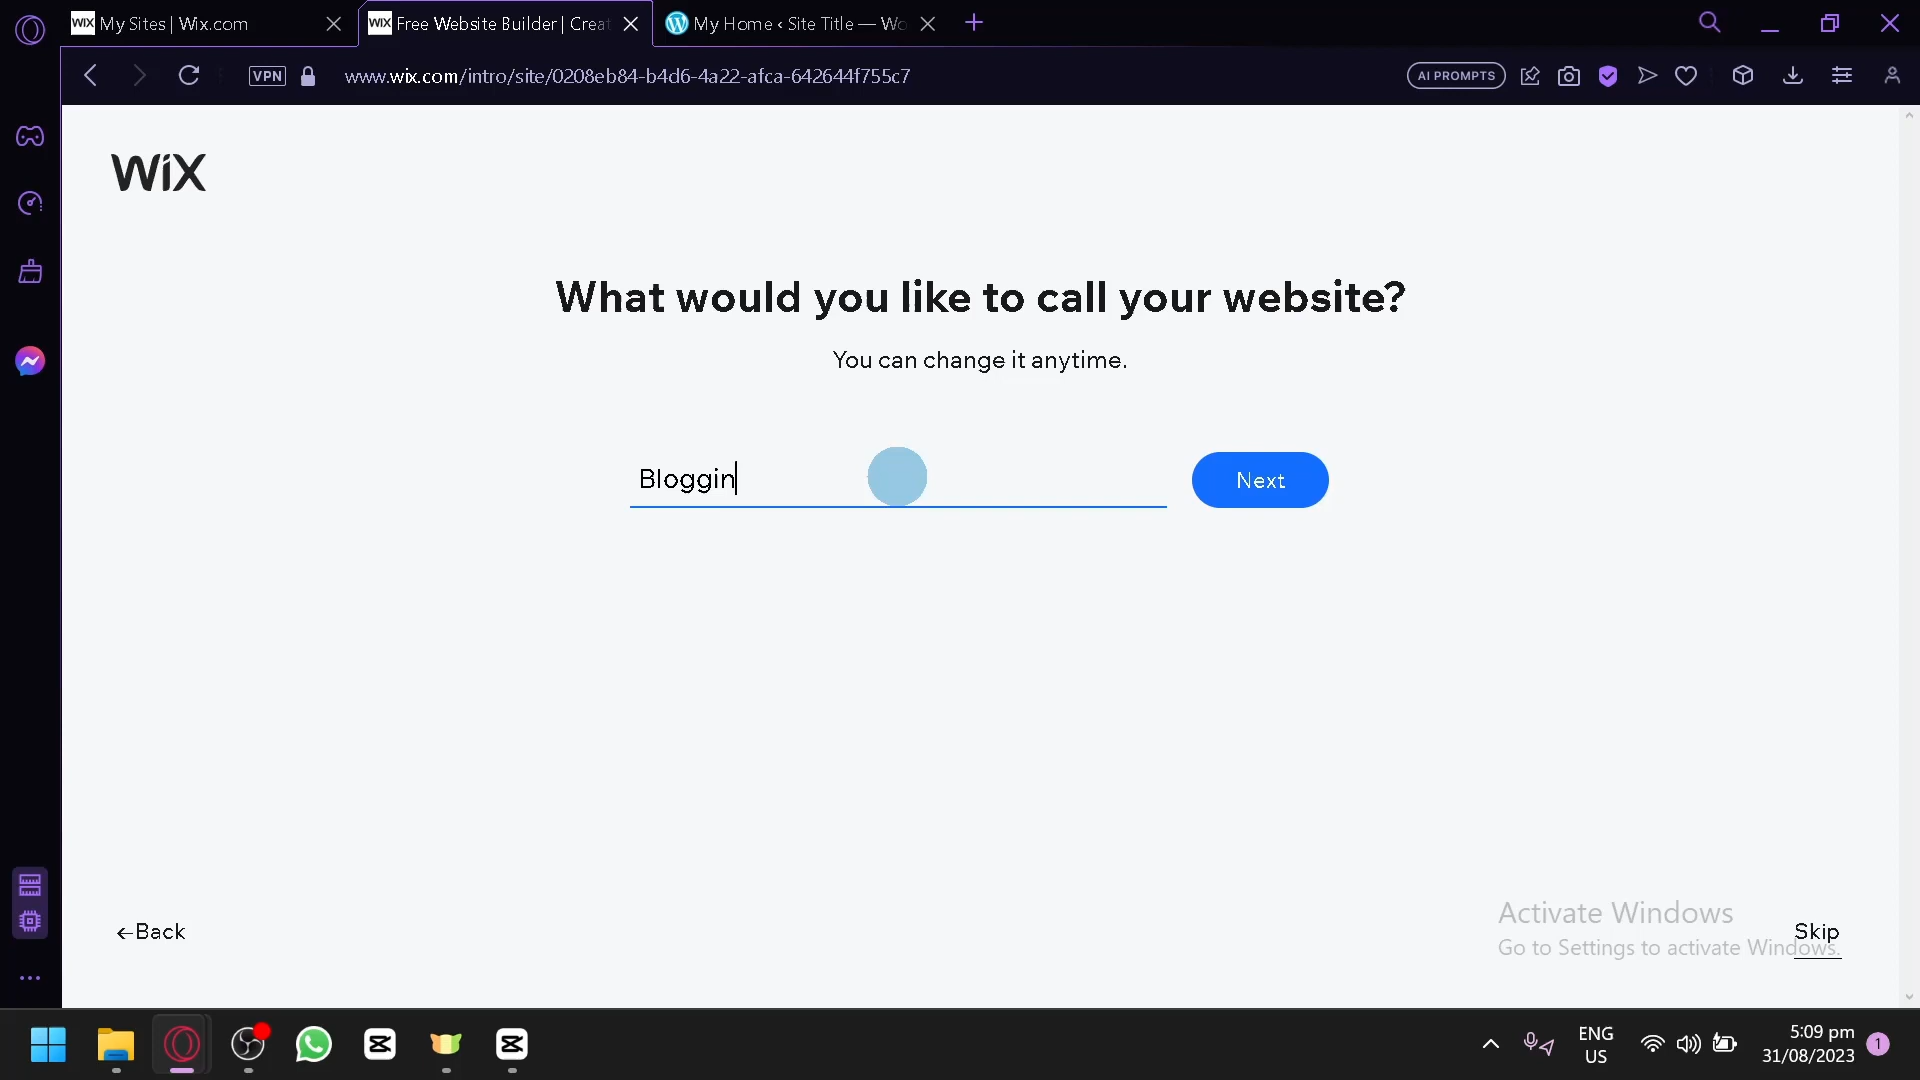 WiX My Sites | Wix.com
WiX Free Website Builder | Creat
My Home ‹ Site Title — Wo
VPN
www.wix.com/intro/site/0208eb84-b4d6-4a22-afca-642644f755c7
AI PROMPTS
WiX
What would you like to call your website?
You can change it anytime.
Bloggin
Next
←Back
Activate Windows
Go to Settings to activate Windows.
Skip
ENG
US
5:09 pm
31/08/2023
1